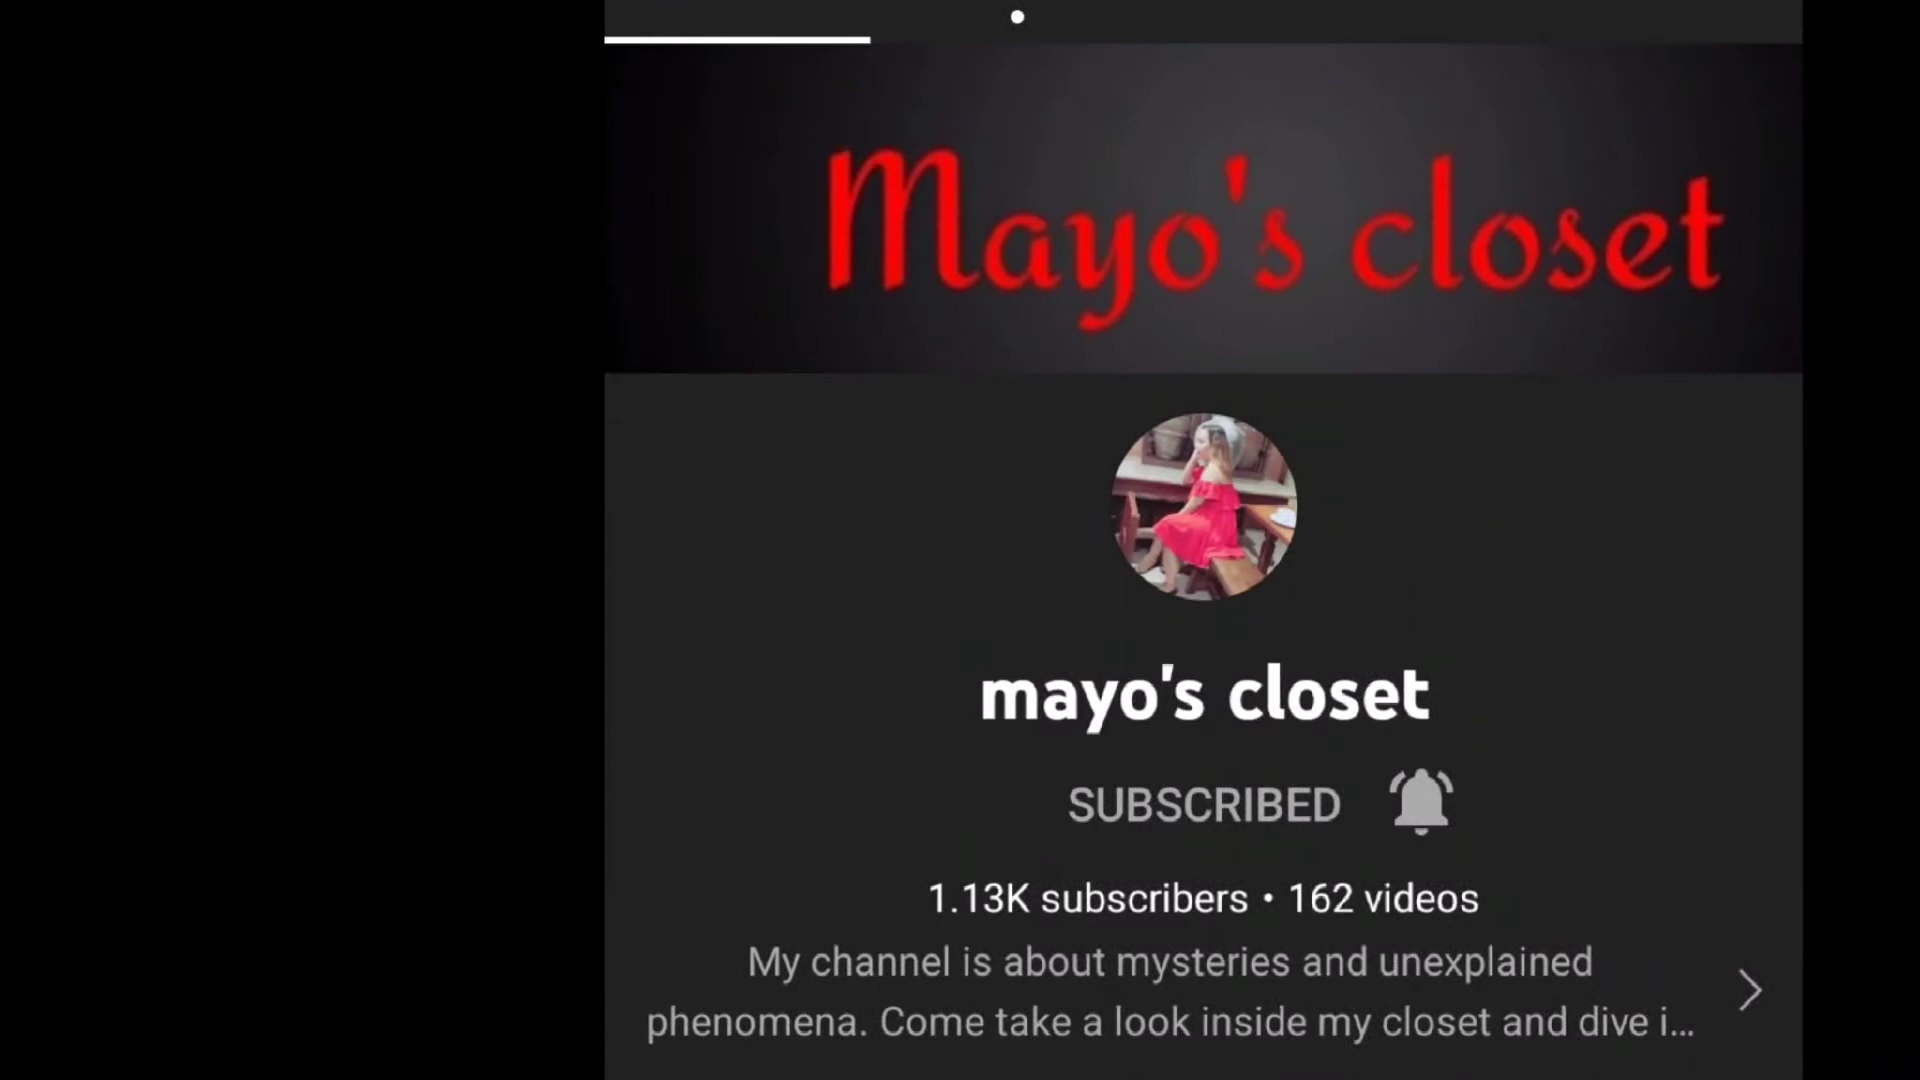 Mayo's closet
mayo's closet
SUBSCRIBED
1.13K subscribers • 162 videos
My channel is about mysteries and unexplained
phenomena. Come take a look inside my closet and dive i...